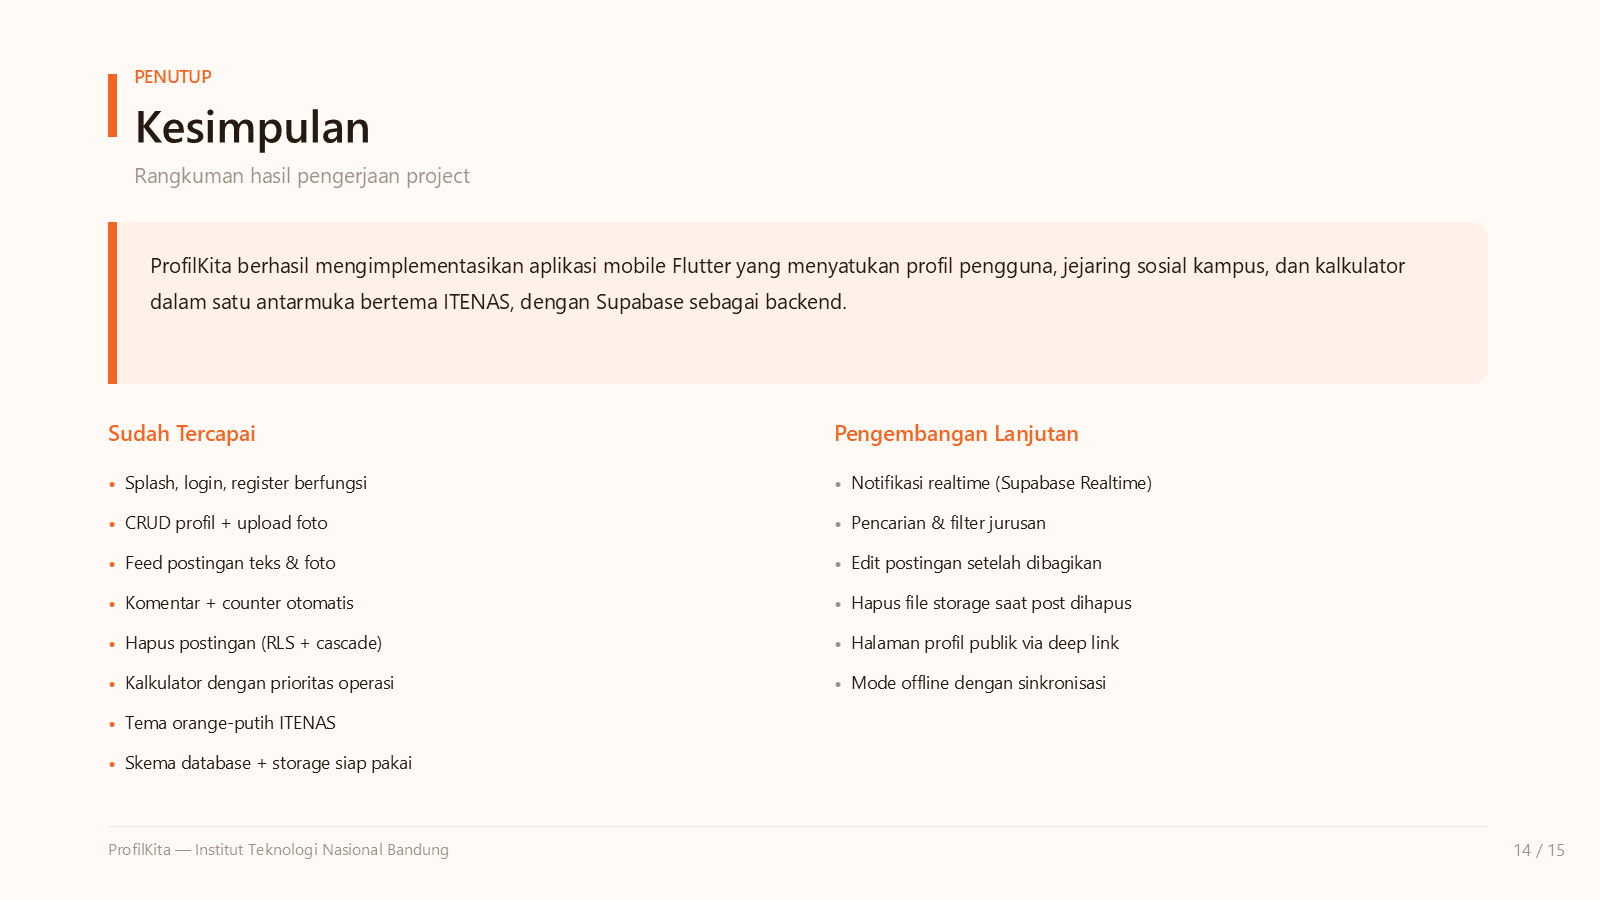 PENUTUP
Kesimpulan
Rangkuman hasil pengerjaan project
ProfilKita berhasil mengimplementasikan aplikasi mobile Flutter yang menyatukan profil pengguna, jejaring sosial kampus, dan kalkulator
dalam satu antarmuka bertema ITENAS, dengan Supabase sebagai backend.
Sudah Tercapai
• Splash, login, register berfungsi
• CRUD profil + upload foto
• Feed postingan teks & foto
• Komentar + counter otomatis
• Hapus postingan (RLS + cascade)
• Kalkulator dengan prioritas operasi
• Tema orange-putih ITENAS
• Skema database + storage siap pakai
Pengembangan Lanjutan
• Notifikasi realtime (Supabase Realtime)
• Pencarian & filter jurusan
• Edit postingan setelah dibagikan
• Hapus file storage saat post dihapus
• Halaman profil publik via deep link
• Mode offline dengan sinkronisasi
ProfilKita — Institut Teknologi Nasional Bandung
14 / 15